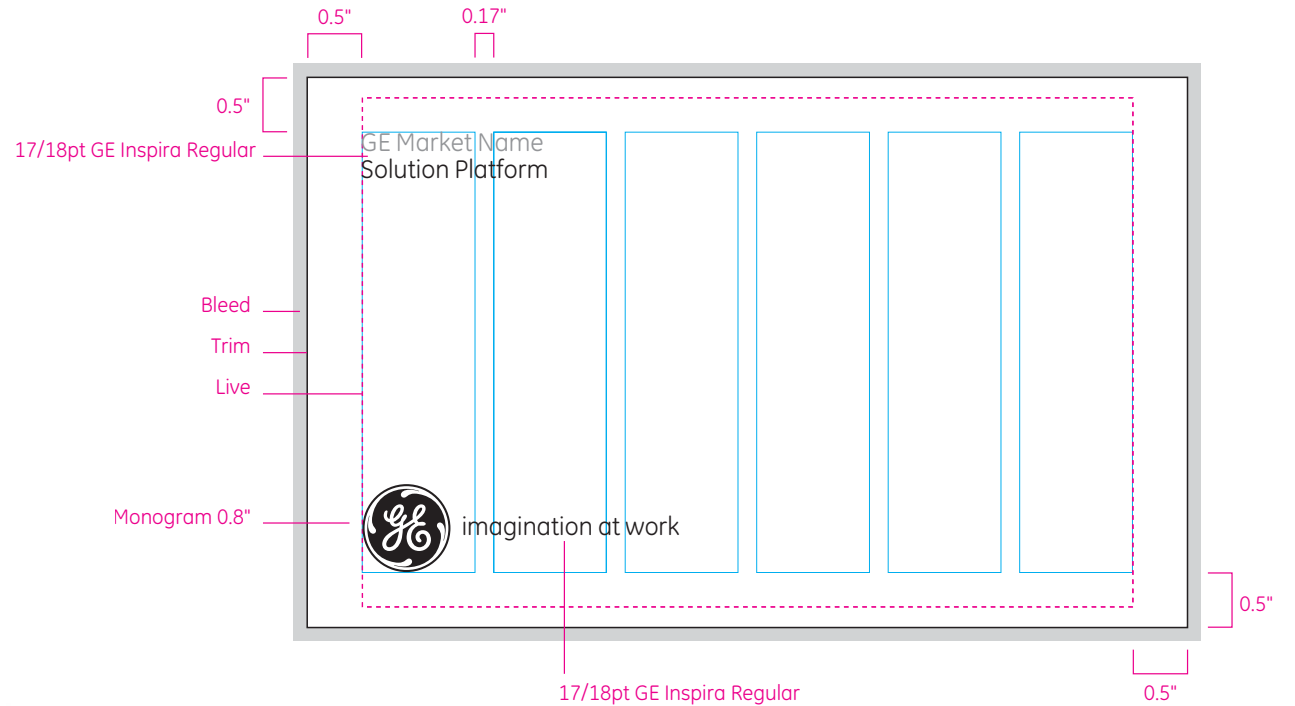 0.5" 0.17"
0.5"
17/18pt GE Inspira Regular
GE Market Name
Solution Platform
Bleed
Trim
Live
Monogram 0.8"
GE
imagination at work
0.5"
17/18pt GE Inspira Regular
0.5"